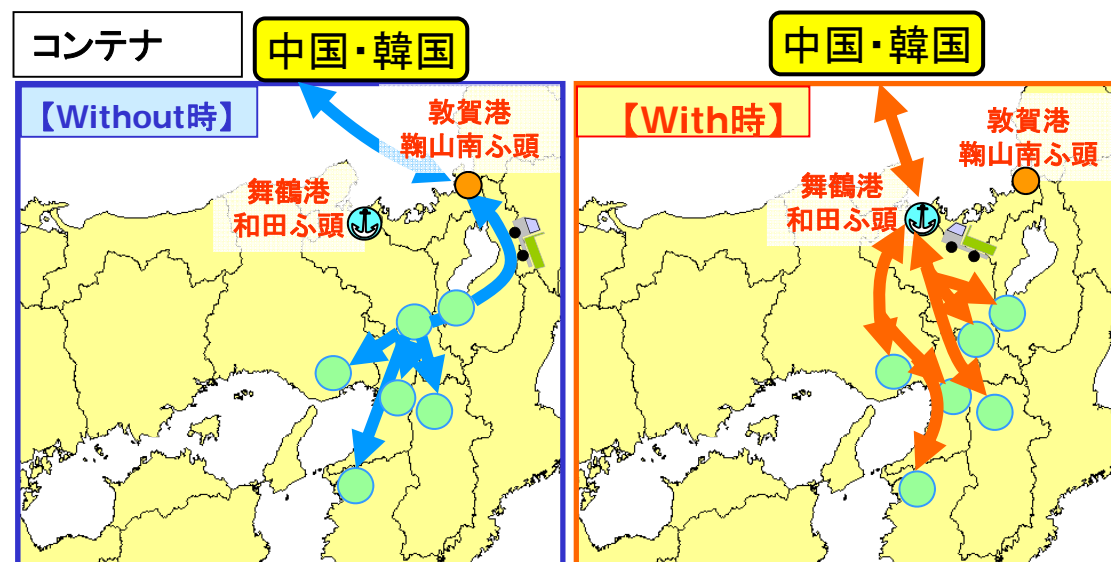 コンテナ
中国・韓国
【Without時】
敦賀港
鞠山南ふ頭
舞鶴港
和田ふ頭
中国・韓国
【With時】
敦賀港
鞠山南ふ頭
舞鶴港
和田ふ頭